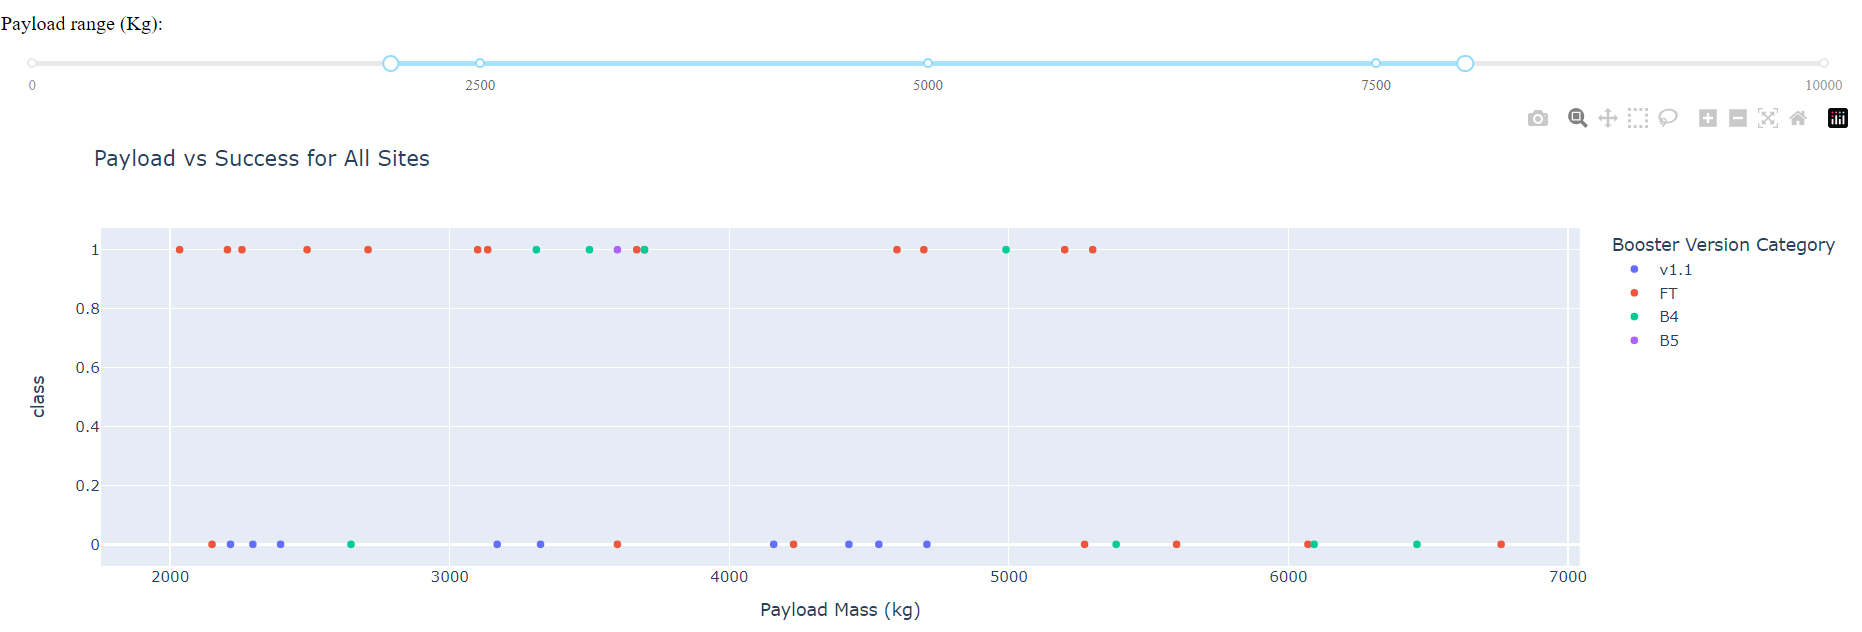 Payload range (Kg):
0 2500 5000 7500 10000
Payload vs Success for All Sites
Booster Version Category
v1.1
FT
B4
B5
1
0.8
0.6
0.4
0.2
0
class
2000 3000 4000 5000 6000 7000
Payload Mass (kg)